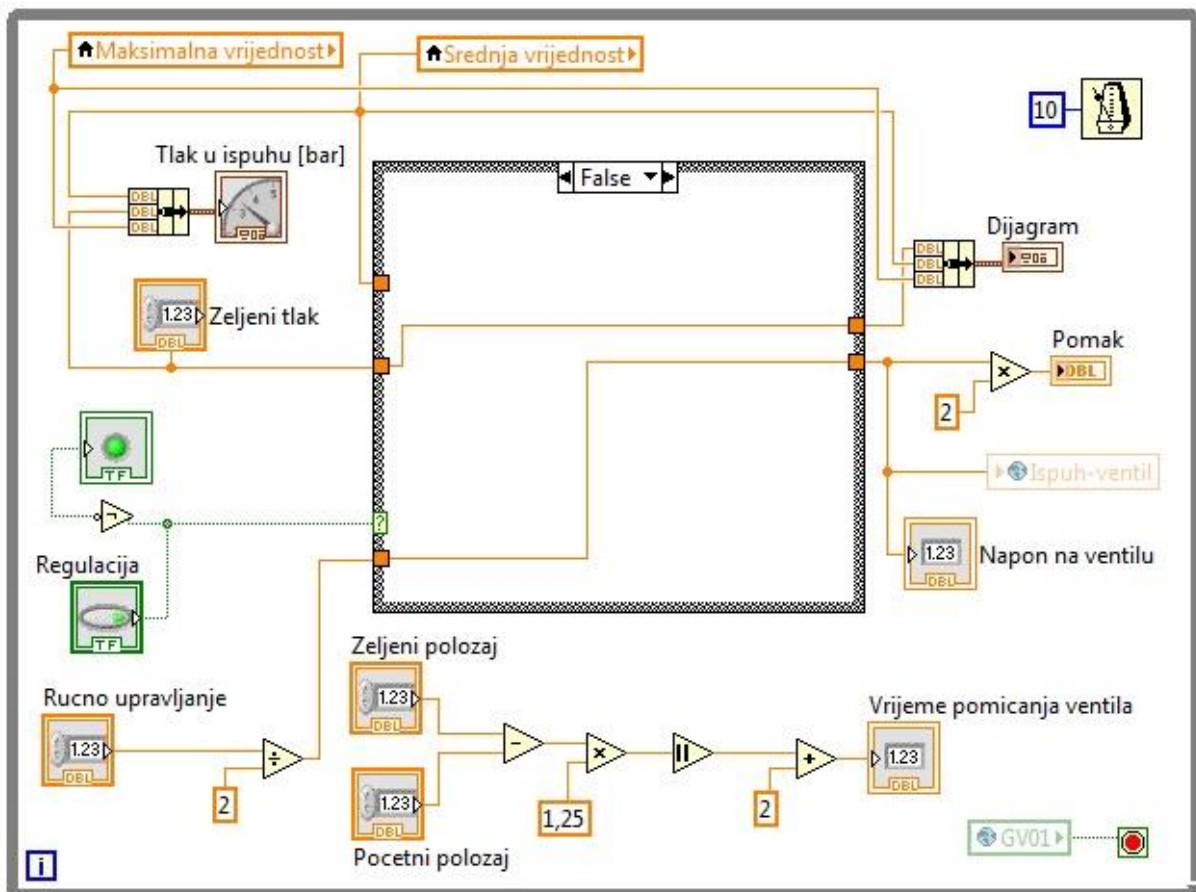 Maksimalna vrijednost
Srednja vrijednost
10
Tlak u ispuhu [bar]
False
3 4 5
DBL
DBL
DBL
Dijagram
DBL
DBL
DBL
1.23
DBL
Zeljeni tlak
Pomak
×
DBL
2
TF
?
Ispuh-ventil
1.23
DBL
Napon na ventilu
Regulacija
TF
Zeljeni polozaj
1.23
DBL
Rucno upravljanje
1.23
DBL
÷
2
Vrijeme pomicanja ventila
1.23
DBL
-
×
||
+
1.23
DBL
1,25
2
Pocetni polozaj
GV01
i